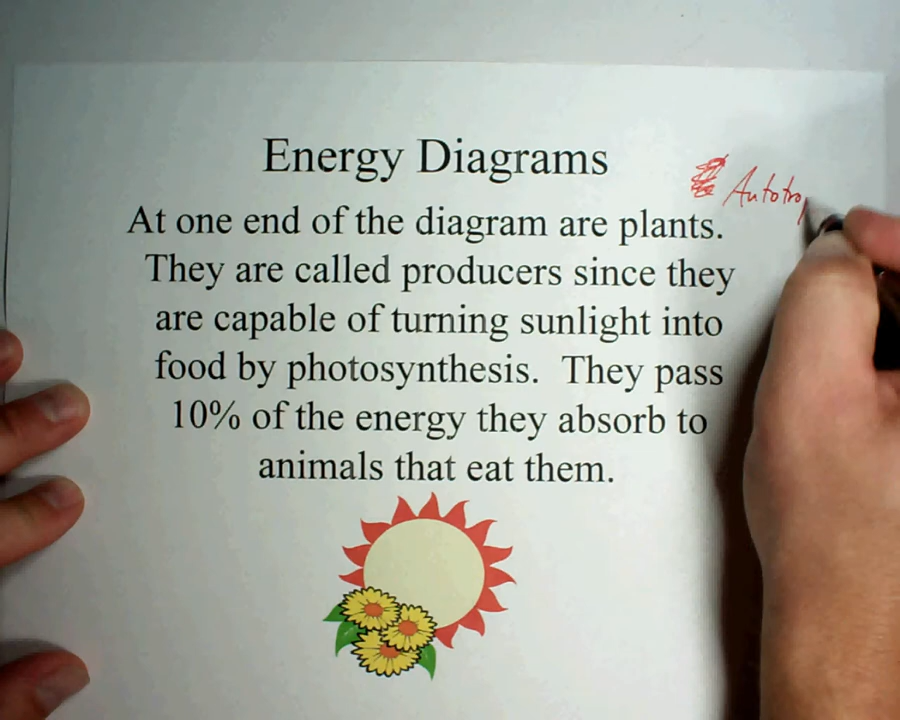 Energy Diagrams
Autotrop
At one end of the diagram are plants.
They are called producers since they
are capable of turning sunlight into
food by photosynthesis. They pass
10% of the energy they absorb to
animals that eat them.